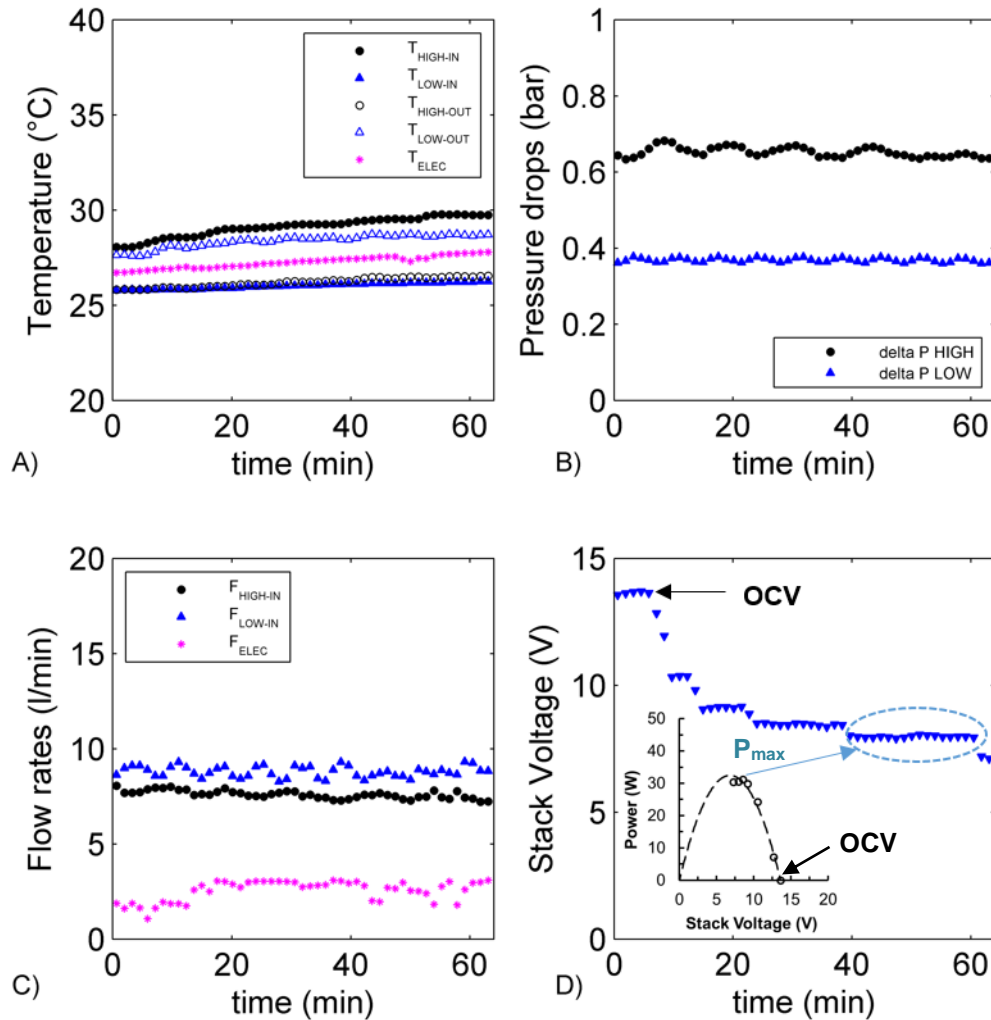 40
35
30
25
20
Temperature (°C)
T HIGH-IN
T LOW-IN
T HIGH-OUT
T LOW-OUT
T ELEC
0 20 40 60
time (min)
A)
1
0.8
0.6
0.4
0.2
0
Pressure drops (bar)
delta P HIGH
delta P LOW
0 20 40 60
time (min)
B)
20
15
10
5
0
Flow rates (l/min)
F HIGH-IN
F LOW-IN
F ELEC
0 20 40 60
time (min)
C)
15
10
5
0
Stack Voltage (V)
OCV
Pmax
50
40
30
20
10
0
Power (W)
OCV
0 5 10 15 20
Stack Voltage (V)
0 20 40 60
time (min)
D)